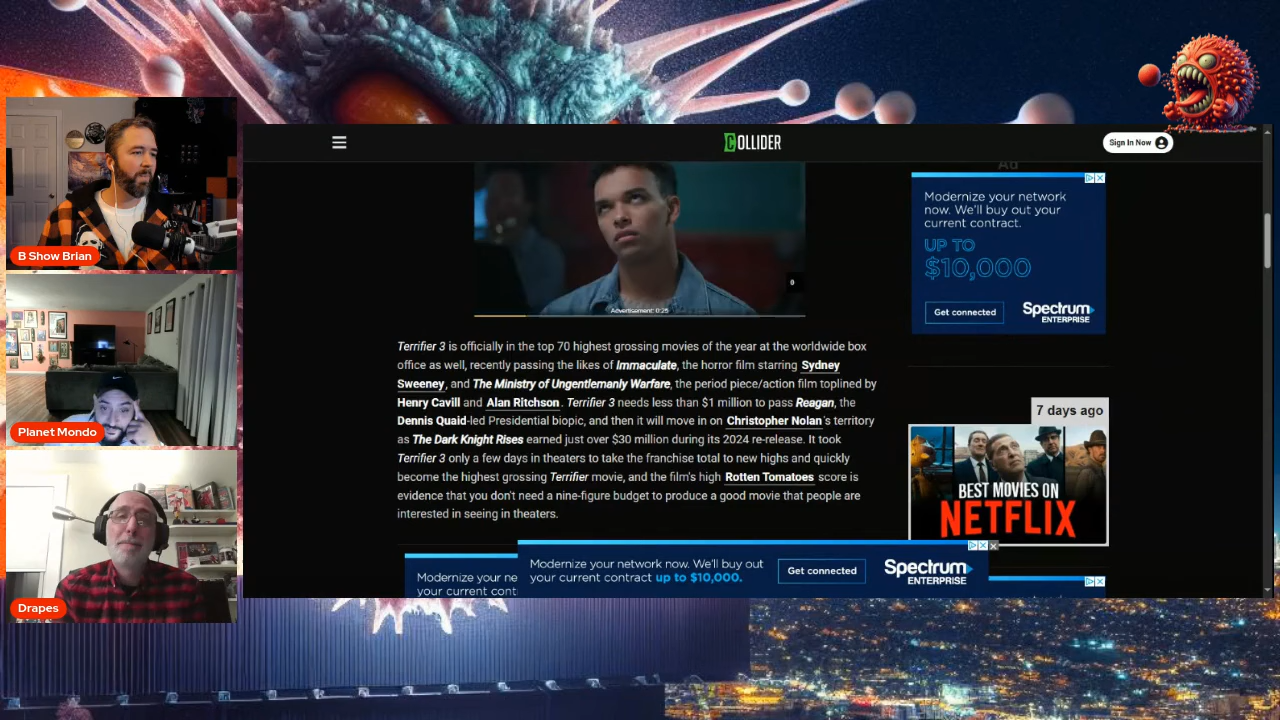 COLLIDER
Sign In Now
B Show Brian
Planet Mondo
Drapes
0
Advertisement: 0:25
Terrifier 3 is officially in the top 70 highest grossing movies of the year at the worldwide box
office as well, recently passing the likes of Immaculate, the horror film starring Sydney
Sweeney, and The Ministry of Ungentlemanly Warfare, the period piece/action film toplined by
Henry Cavill and Alan Ritchson. Terrifier 3 needs less than $1 million to pass Reagan, the
Dennis Quaid-led Presidential biopic, and then it will move in on Christopher Nolan's territory
as The Dark Knight Rises earned just over $30 million during its 2024 re-release. It took
Terrifier 3 only a few days in theaters to take the franchise total to new highs and quickly
become the highest grossing Terrifier movie, and the film's high Rotten Tomatoes score is
evidence that you don't need a nine-figure budget to produce a good movie that people are
interested in seeing in theaters.
Ad
Modernize your network
now. We'll buy out your
current contract.
UP TO
$10,000
Get connected
Spectrum
ENTERPRISE
7 days ago
BEST MOVIES ON
NETFLIX
Modernize your ne
your current cont
Modernize your network now. We'll buy out
your current contract up to $10,000.
Get connected
Spectrum
ENTERPRISE